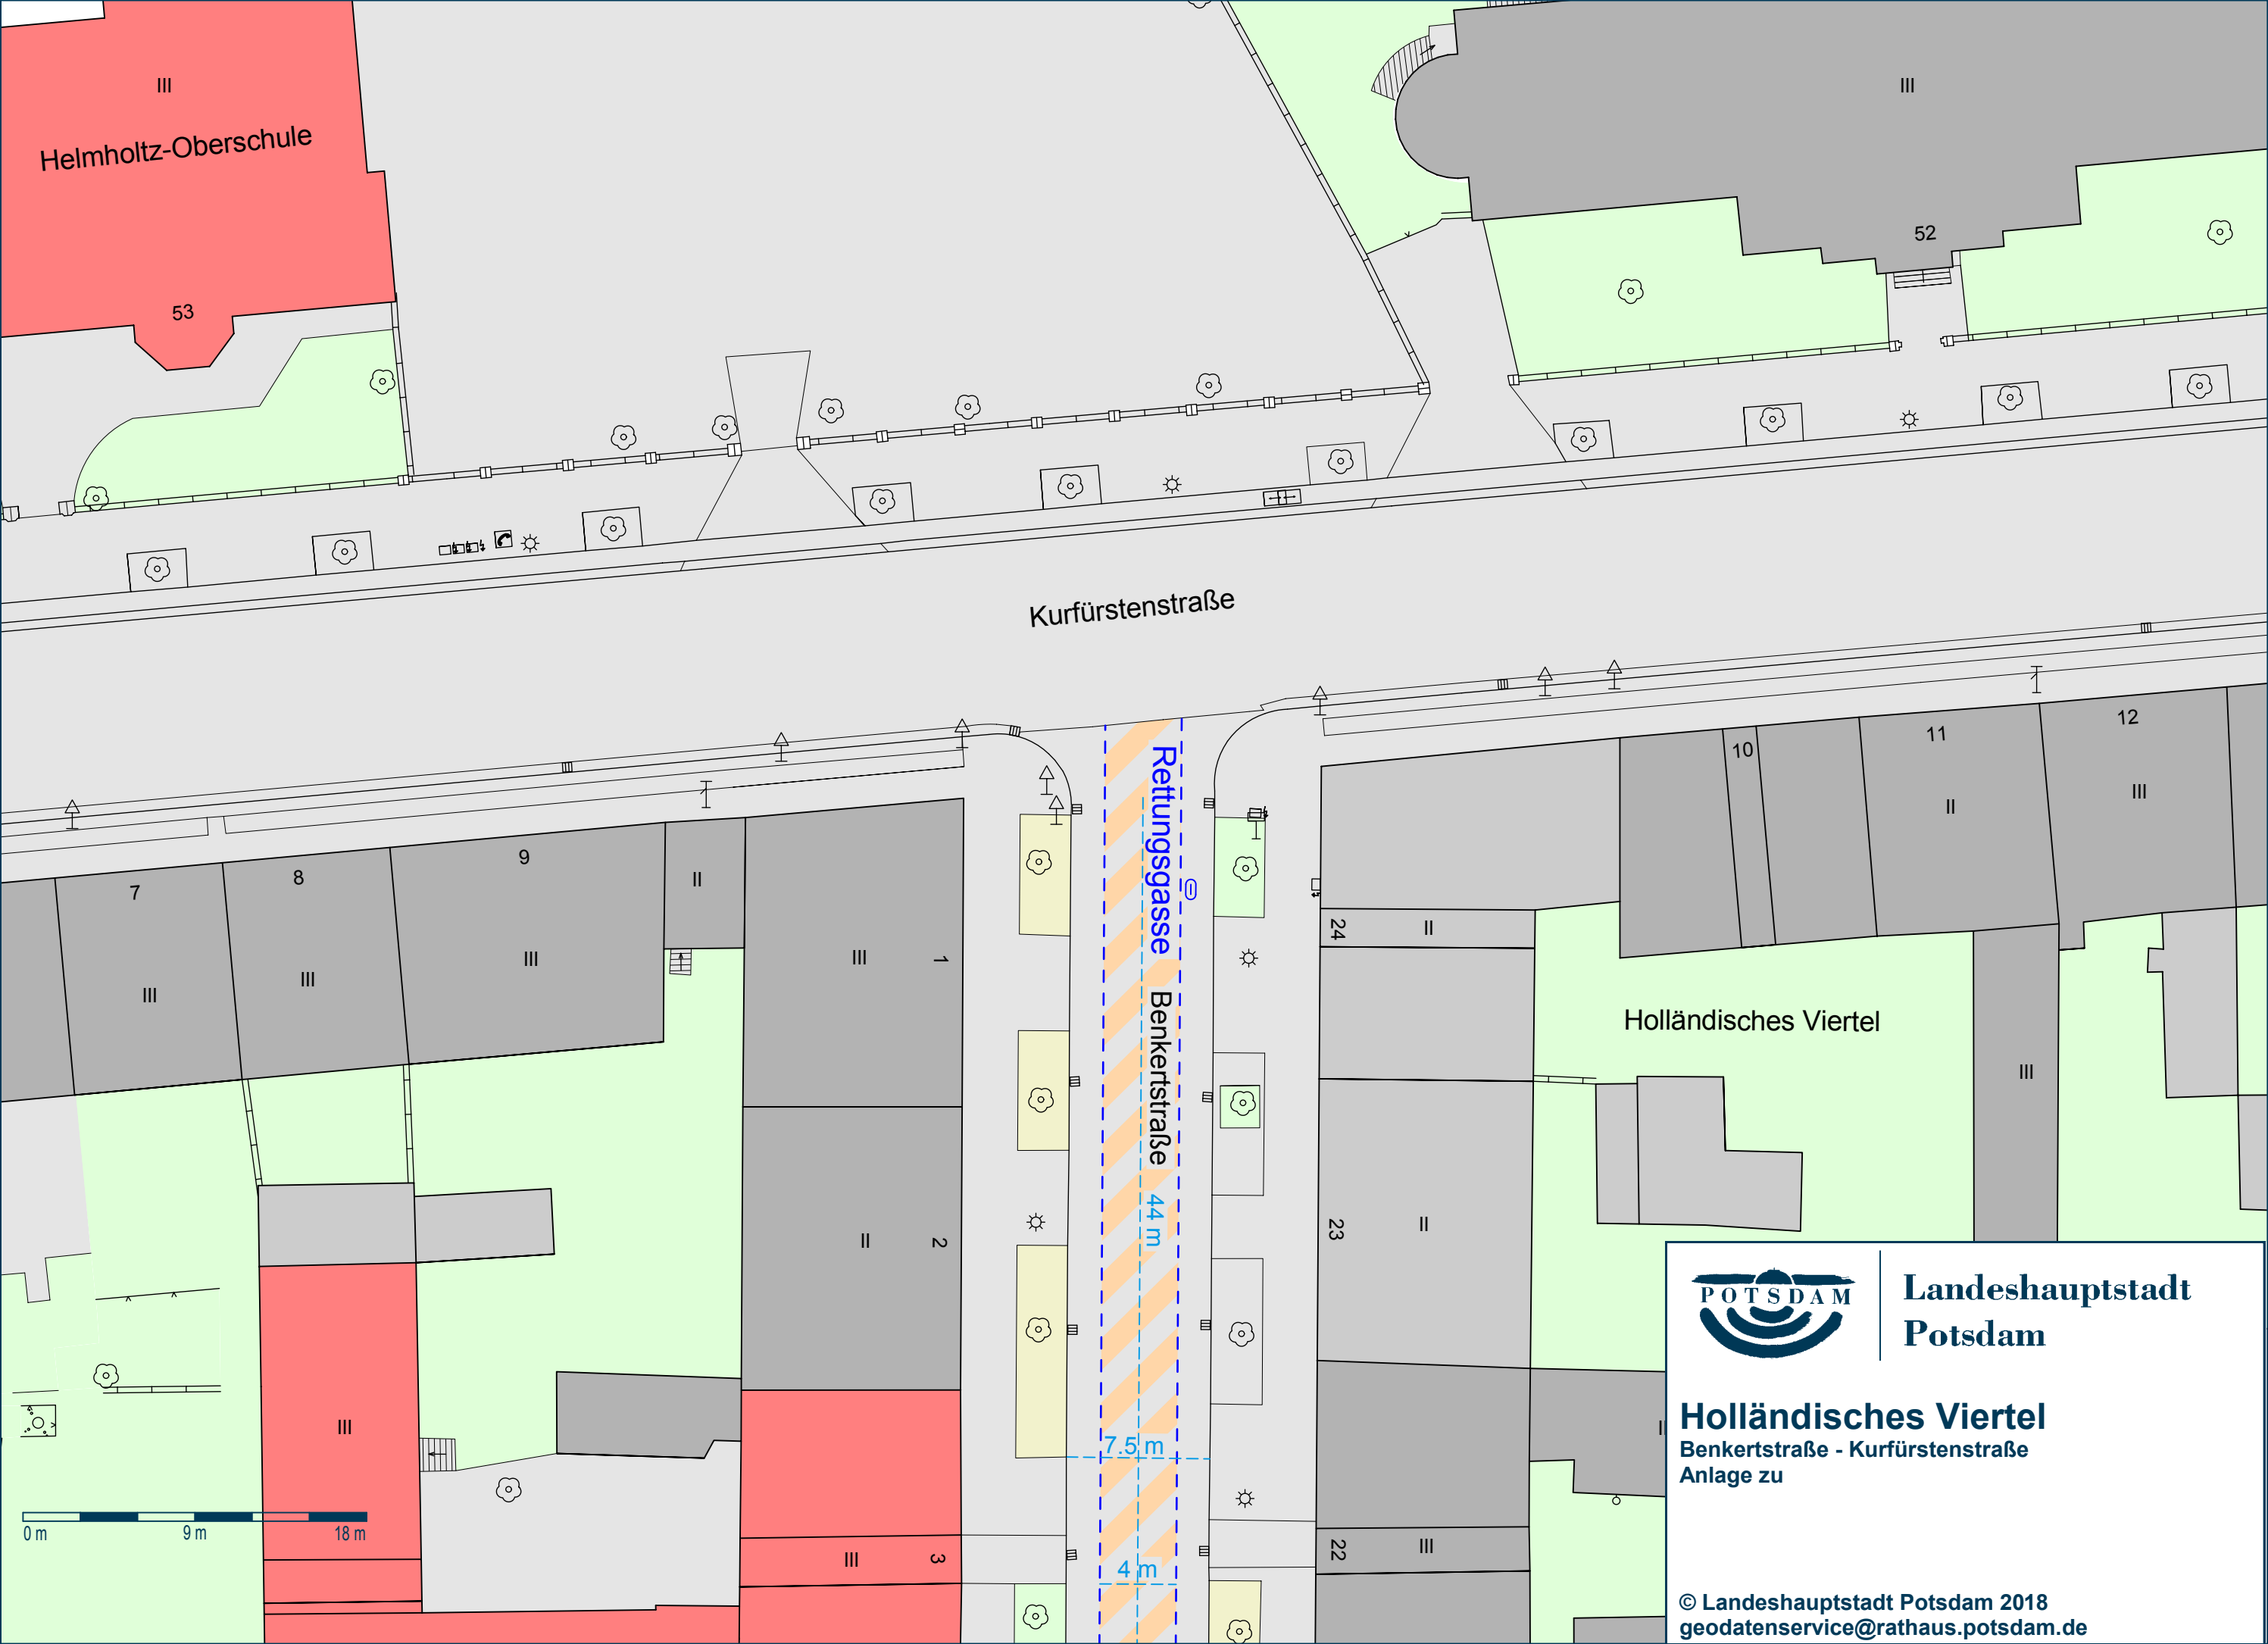 III
Helmholtz-Oberschule
53
III
52
Kurfürstenstraße
7
III
8
III
9
III
II
III
1
II
2
III
III
3
Rettungsgasse
Benkertstraße
44 m
7.5 m
4 m
24
II
23
II
22
III
10
11
II
12
III
Holländisches Viertel
III
0 m
9 m
18 m
POTSDAM
Landeshauptstadt
Potsdam
Holländisches Viertel
Benkertstraße - Kurfürstenstraße
Anlage zu
© Landeshauptstadt Potsdam 2018
geodatenservice@rathaus.potsdam.de